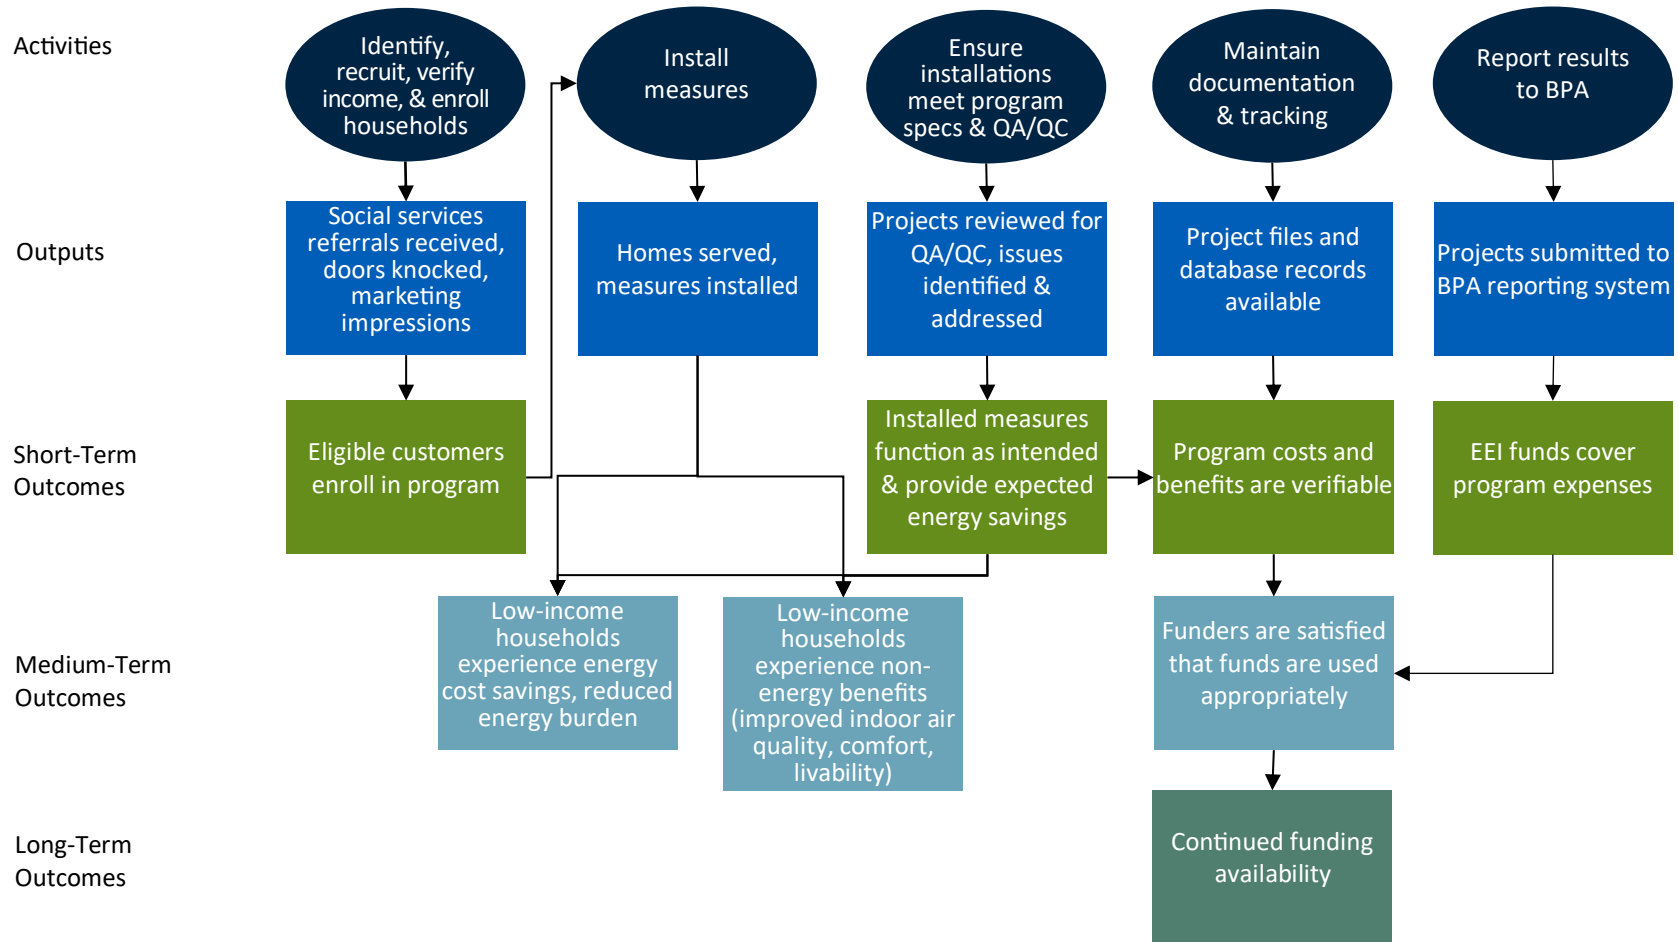 Activities
Identify,
recruit, verify
income, & enroll
households
Install
measures
Ensure
installations
meet program
specs & QA/QC
Maintain
documentation
& tracking
Report results
to BPA
Outputs
Social services
referrals received,
doors knocked,
marketing
impressions
Homes served,
measures installed
Projects reviewed for
QA/QC, issues
identified &
addressed
Project files and
database records
available
Projects submitted to
BPA reporting system
Short-Term
Outcomes
Eligible customers
enroll in program
Installed measures
function as intended
& provide expected
energy savings
Program costs and
benefits are verifiable
EEI funds cover
program expenses
Medium-Term
Outcomes
Low-income
households
experience energy
cost savings, reduced
energy burden
Low-income
households
experience non-
energy benefits
(improved indoor air
quality, comfort,
livability)
Funders are satisfied
that funds are used
appropriately
Long-Term
Outcomes
Continued funding
availability